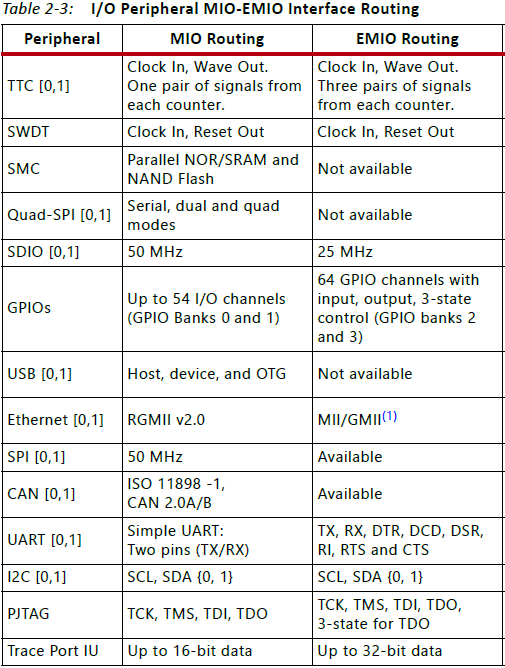 Table 2-3: I/O Peripheral MIO-EMIO Interface Routing
Peripheral MIO Routing EMIO Routing
TTC [0,1]
Clock In, Wave Out.
One pair of signals from
each counter.
Clock In, Wave Out.
Three pairs of signals
from each counter.
SWDT Clock In, Reset Out Clock In, Reset Out
SMC
Parallel NOR/SRAM and
NAND Flash
Not available
Quad-SPI [0,1]
Serial, dual and quad
modes
Not available
SDIO [0,1] 50 MHz 25 MHz
GPIOs
Up to 54 I/O channels
(GPIO Banks 0 and 1)
64 GPIO channels with
input, output, 3-state
control (GPIO banks 2
and 3)
USB [0,1] Host, device, and OTG Not available
Ethernet [0,1] RGMII v2.0 MII/GMII(1)
SPI [0,1] 50 MHz Available
CAN [0,1]
ISO 11898 -1,
CAN 2.0A/B
Available
UART [0,1]
Simple UART:
Two pins (TX/RX)
TX, RX, DTR, DCD, DSR,
RI, RTS and CTS
I2C [0,1] SCL, SDA {0, 1} SCL, SDA {0, 1}
PJTAG
TCK, TMS, TDI, TDO
TCK, TMS, TDI, TDO,
3-state for TDO
Trace Port IU Up to 16-bit data Up to 32-bit data